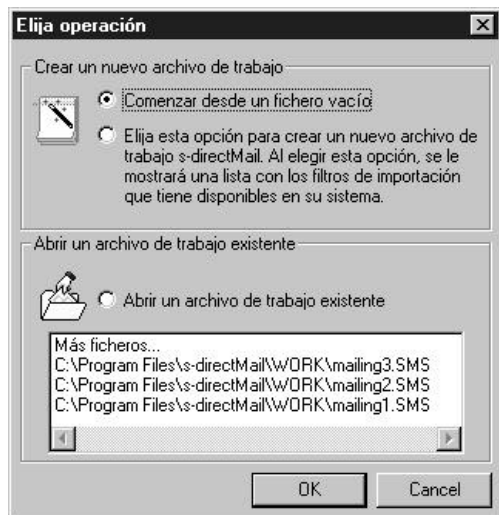 Elija operación
Crear un nuevo archivo de trabajo
Comenzar desde un fichero vacío
Elija esta opción para crear un nuevo archivo de
trabajo s-directMail. Al elegir esta opción, se le
mostrará una lista con los filtros de importación
que tiene disponibles en su sistema.
Abrir un archivo de trabajo existente
Abrir un archivo de trabajo existente
Más ficheros...
C:\Program Files\s-directMail\WORK\mailing3.SMS
C:\Program Files\s-directMail\WORK\mailing2.SMS
C:\Program Files\s-directMail\WORK\mailing1.SMS
OK
Cancel